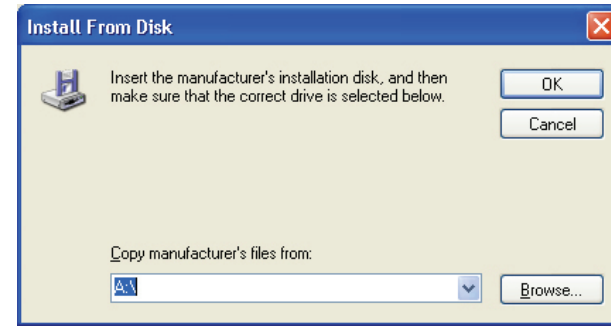 Install From Disk
Insert the manufacturer's installation disk, and then
make sure that the correct drive is selected below.
OK
Cancel
Copy manufacturer's files from:
A:\
Browse...